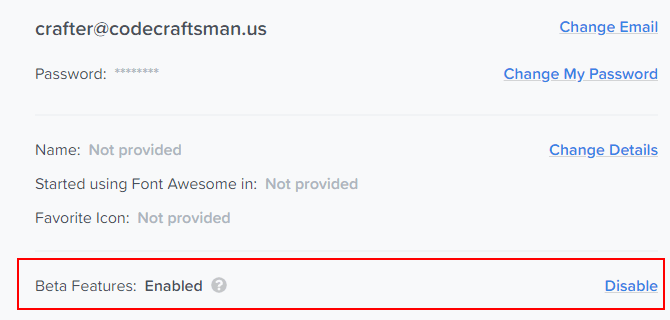 crafter@codecraftsman.us Change Email
Password: ******** Change My Password
Name: Not provided Change Details
Started using Font Awesome in: Not provided
Favorite Icon: Not provided
Beta Features: Enabled ? Disable